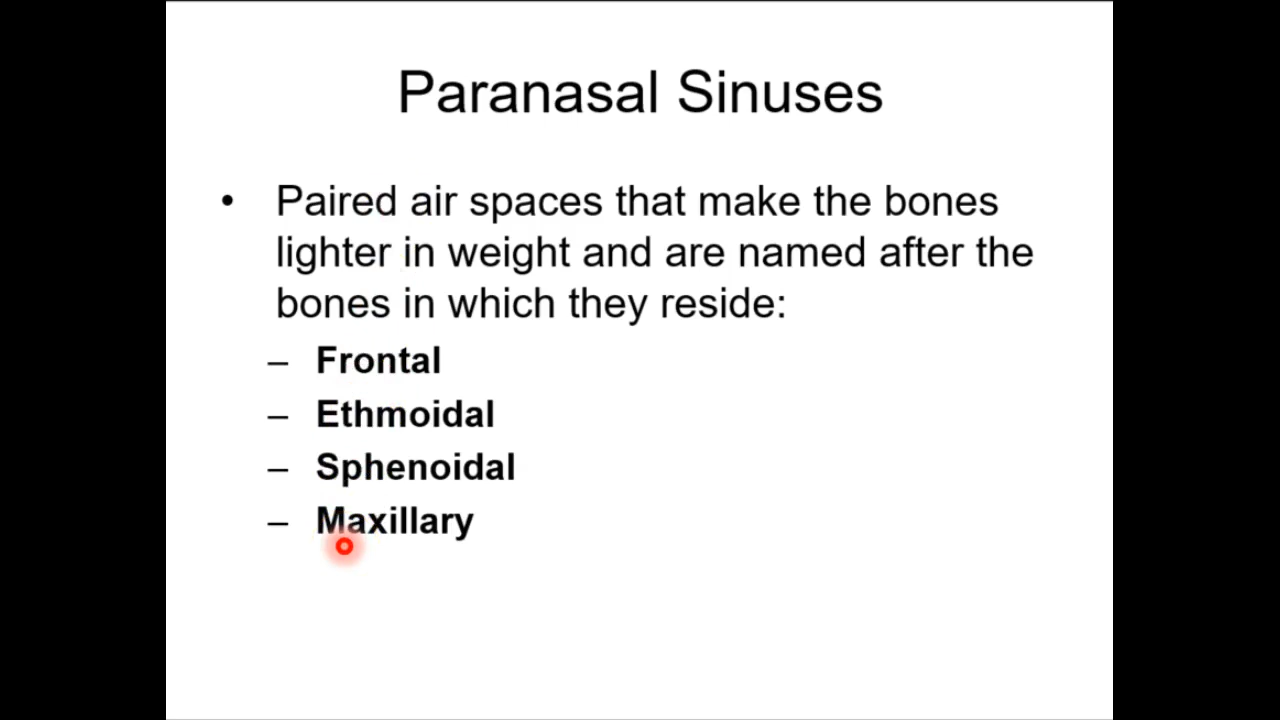 Paranasal Sinuses
• Paired air spaces that make the bones
lighter in weight and are named after the
bones in which they reside:
– Frontal
– Ethmoidal
– Sphenoidal
– Maxillary